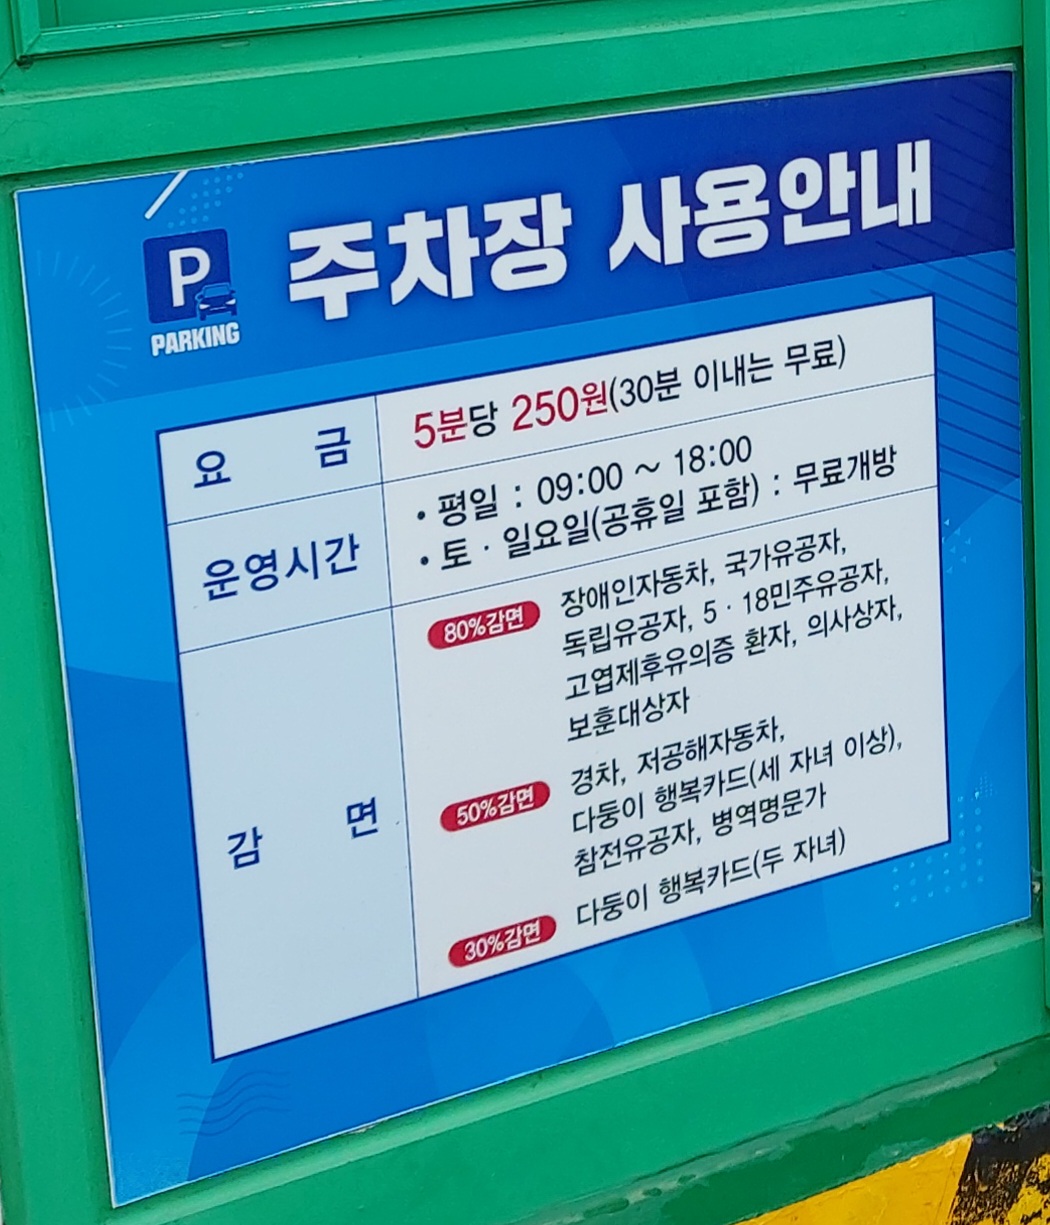 P
PARKING
주차장 사용안내
요 금
5분당 250원(30분 이내는 무료)
운영시간
• 평일 : 09:00 ~ 18:00
• 토 · 일요일(공휴일 포함) : 무료개방
감 면
80%감면 장애인자동차, 국가유공자,
독립유공자, 5 · 18민주유공자,
고엽제후유의증 환자, 의사상자,
보훈대상자
50%감면 경차, 저공해자동차,
다둥이 행복카드(세 자녀 이상),
참전유공자, 병역명문가
30%감면 다둥이 행복카드(두 자녀)